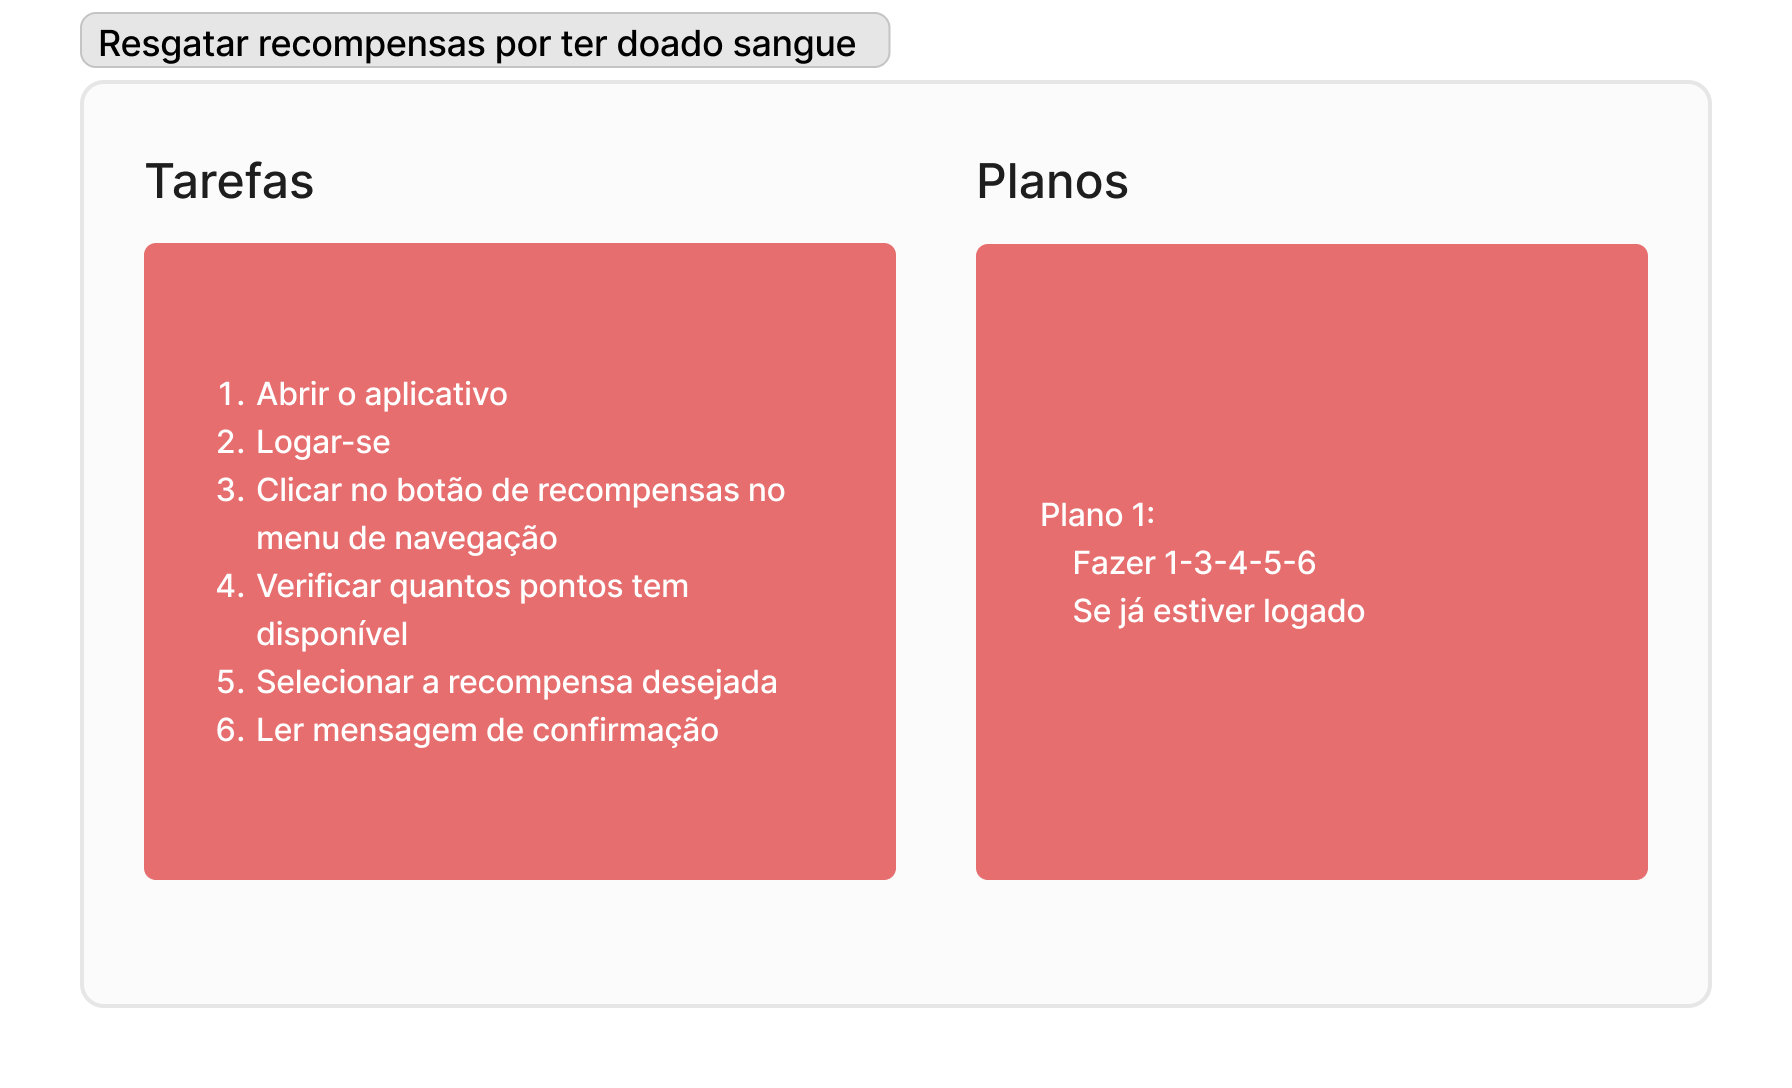 Resgatar recompensas por ter doado sangue
Tarefas
1. Abrir o aplicativo
2. Logar-se
3. Clicar no botão de recompensas no
menu de navegação
4. Verificar quantos pontos tem
disponível
5. Selecionar a recompensa desejada
6. Ler mensagem de confirmação
Planos
Plano 1:
Fazer 1-3-4-5-6
Se já estiver logado